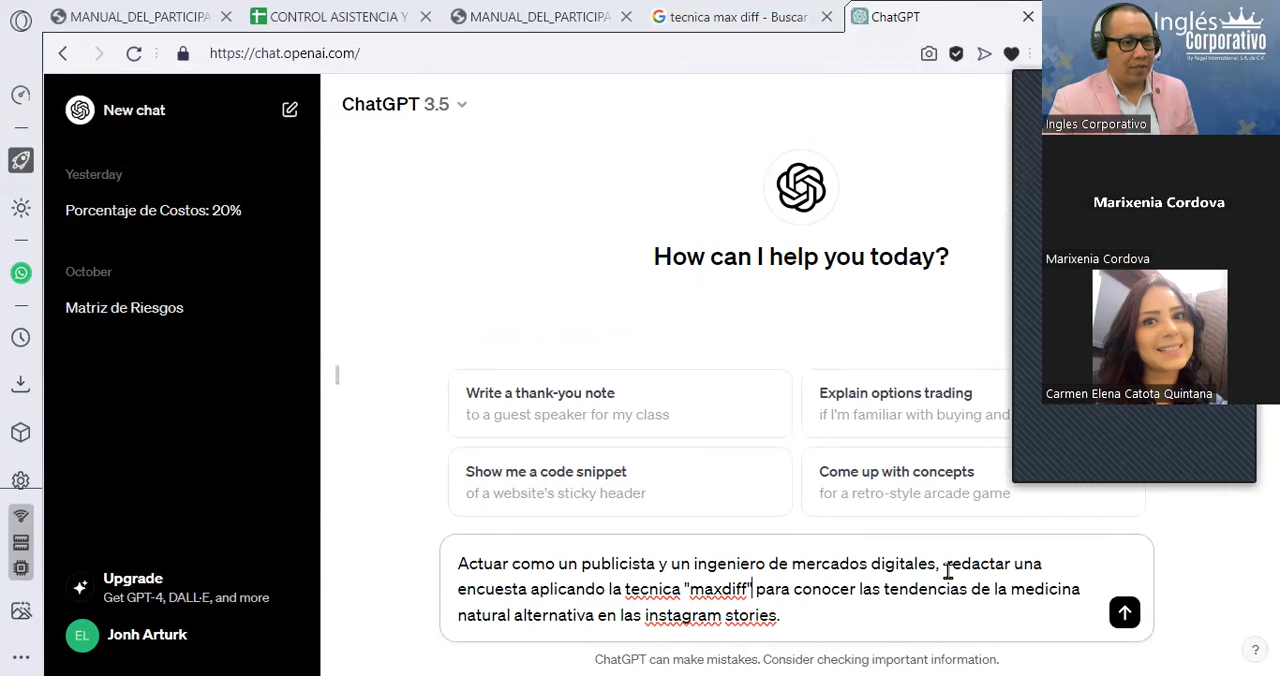 MANUAL_DEL_PARTICIPA
CONTROL ASISTENCIA Y
MANUAL_DEL_PARTICIPA
tecnica max diff - Buscar
ChatGPT
https://chat.openai.com/
New chat
Yesterday
Porcentaje de Costos: 20%
October
Matriz de Riesgos
Upgrade
Get GPT-4, DALL·E, and more
EL
Jonh Arturk
ChatGPT 3.5
How can I help you today?
Write a thank-you note
to a guest speaker for my class
Explain options trading
if I'm familiar with buying and
Show me a code snippet
of a website's sticky header
Come up with concepts
for a retro-style arcade game
Actuar como un publicista y un ingeniero de mercados digitales, redactar una
encuesta aplicando la tecnica "maxdiff" para conocer las tendencias de la medicina
natural alternativa en las instagram stories.
ChatGPT can make mistakes. Consider checking important information.
?
Inglés
Corporativo
By Regal International, S.A. de C.V.
Ingles Corporativo
Marixenia Cordova
Marixenia Cordova
Carmen Elena Catota Quintana